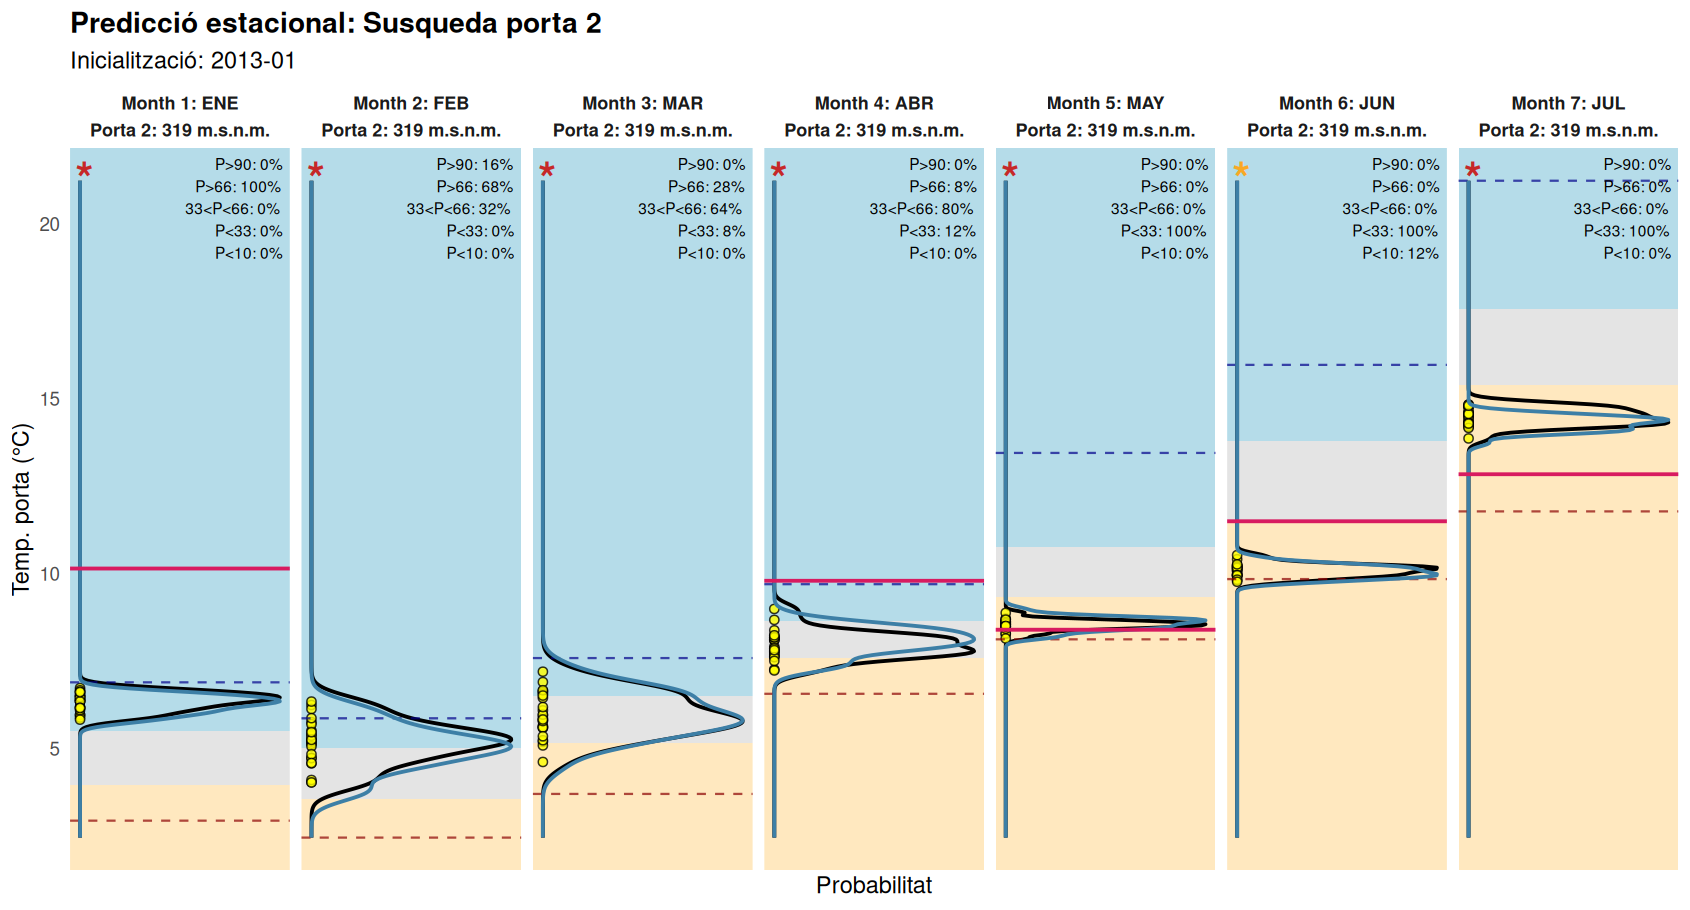 Predicció estacional: Susqueda porta 2
Inicialització: 2013-01
Month 1: ENE
Porta 2: 319 m.s.n.m.
Month 2: FEB
Porta 2: 319 m.s.n.m.
Month 3: MAR
Porta 2: 319 m.s.n.m.
Month 4: ABR
Porta 2: 319 m.s.n.m.
Month 5: MAY
Porta 2: 319 m.s.n.m.
Month 6: JUN
Porta 2: 319 m.s.n.m.
Month 7: JUL
Porta 2: 319 m.s.n.m.
*
P>90: 0%
P>66: 100%
33<P<66: 0%
P<33: 0%
P<10: 0%
*
P>90: 16%
P>66: 68%
33<P<66: 32%
P<33: 0%
P<10: 0%
*
P>90: 0%
P>66: 28%
33<P<66: 64%
P<33: 8%
P<10: 0%
*
P>90: 0%
P>66: 8%
33<P<66: 80%
P<33: 12%
P<10: 0%
*
P>90: 0%
P>66: 0%
33<P<66: 0%
P<33: 100%
P<10: 0%
*
P>90: 0%
P>66: 0%
33<P<66: 0%
P<33: 100%
P<10: 12%
*
P>90: 0%
P>66: 0%
33<P<66: 0%
P<33: 100%
P<10: 0%
Temp. porta (°C)
20
15
10
5
Probabilitat